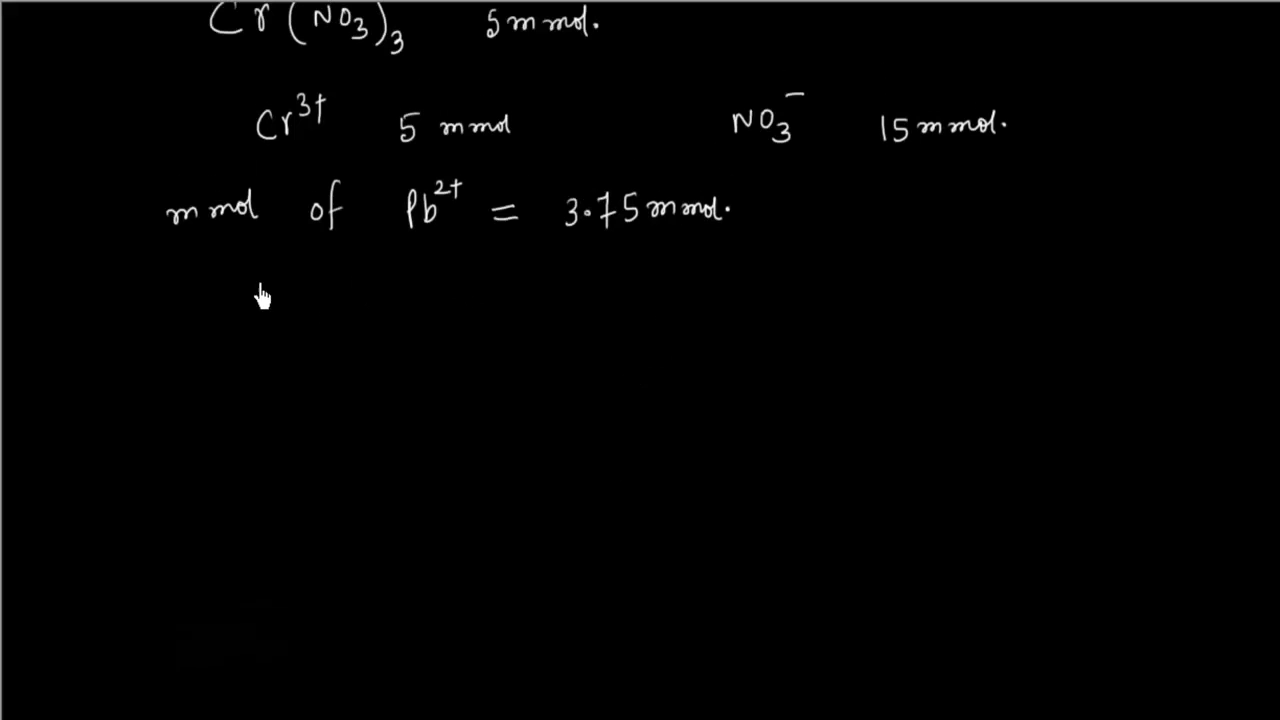 Cr(NO₃)₃ 5 mmol.
Cr³⁺ 5 mmol NO₃⁻ 15 mmol.
mmol of Pb²⁺ = 3.75 mmol.